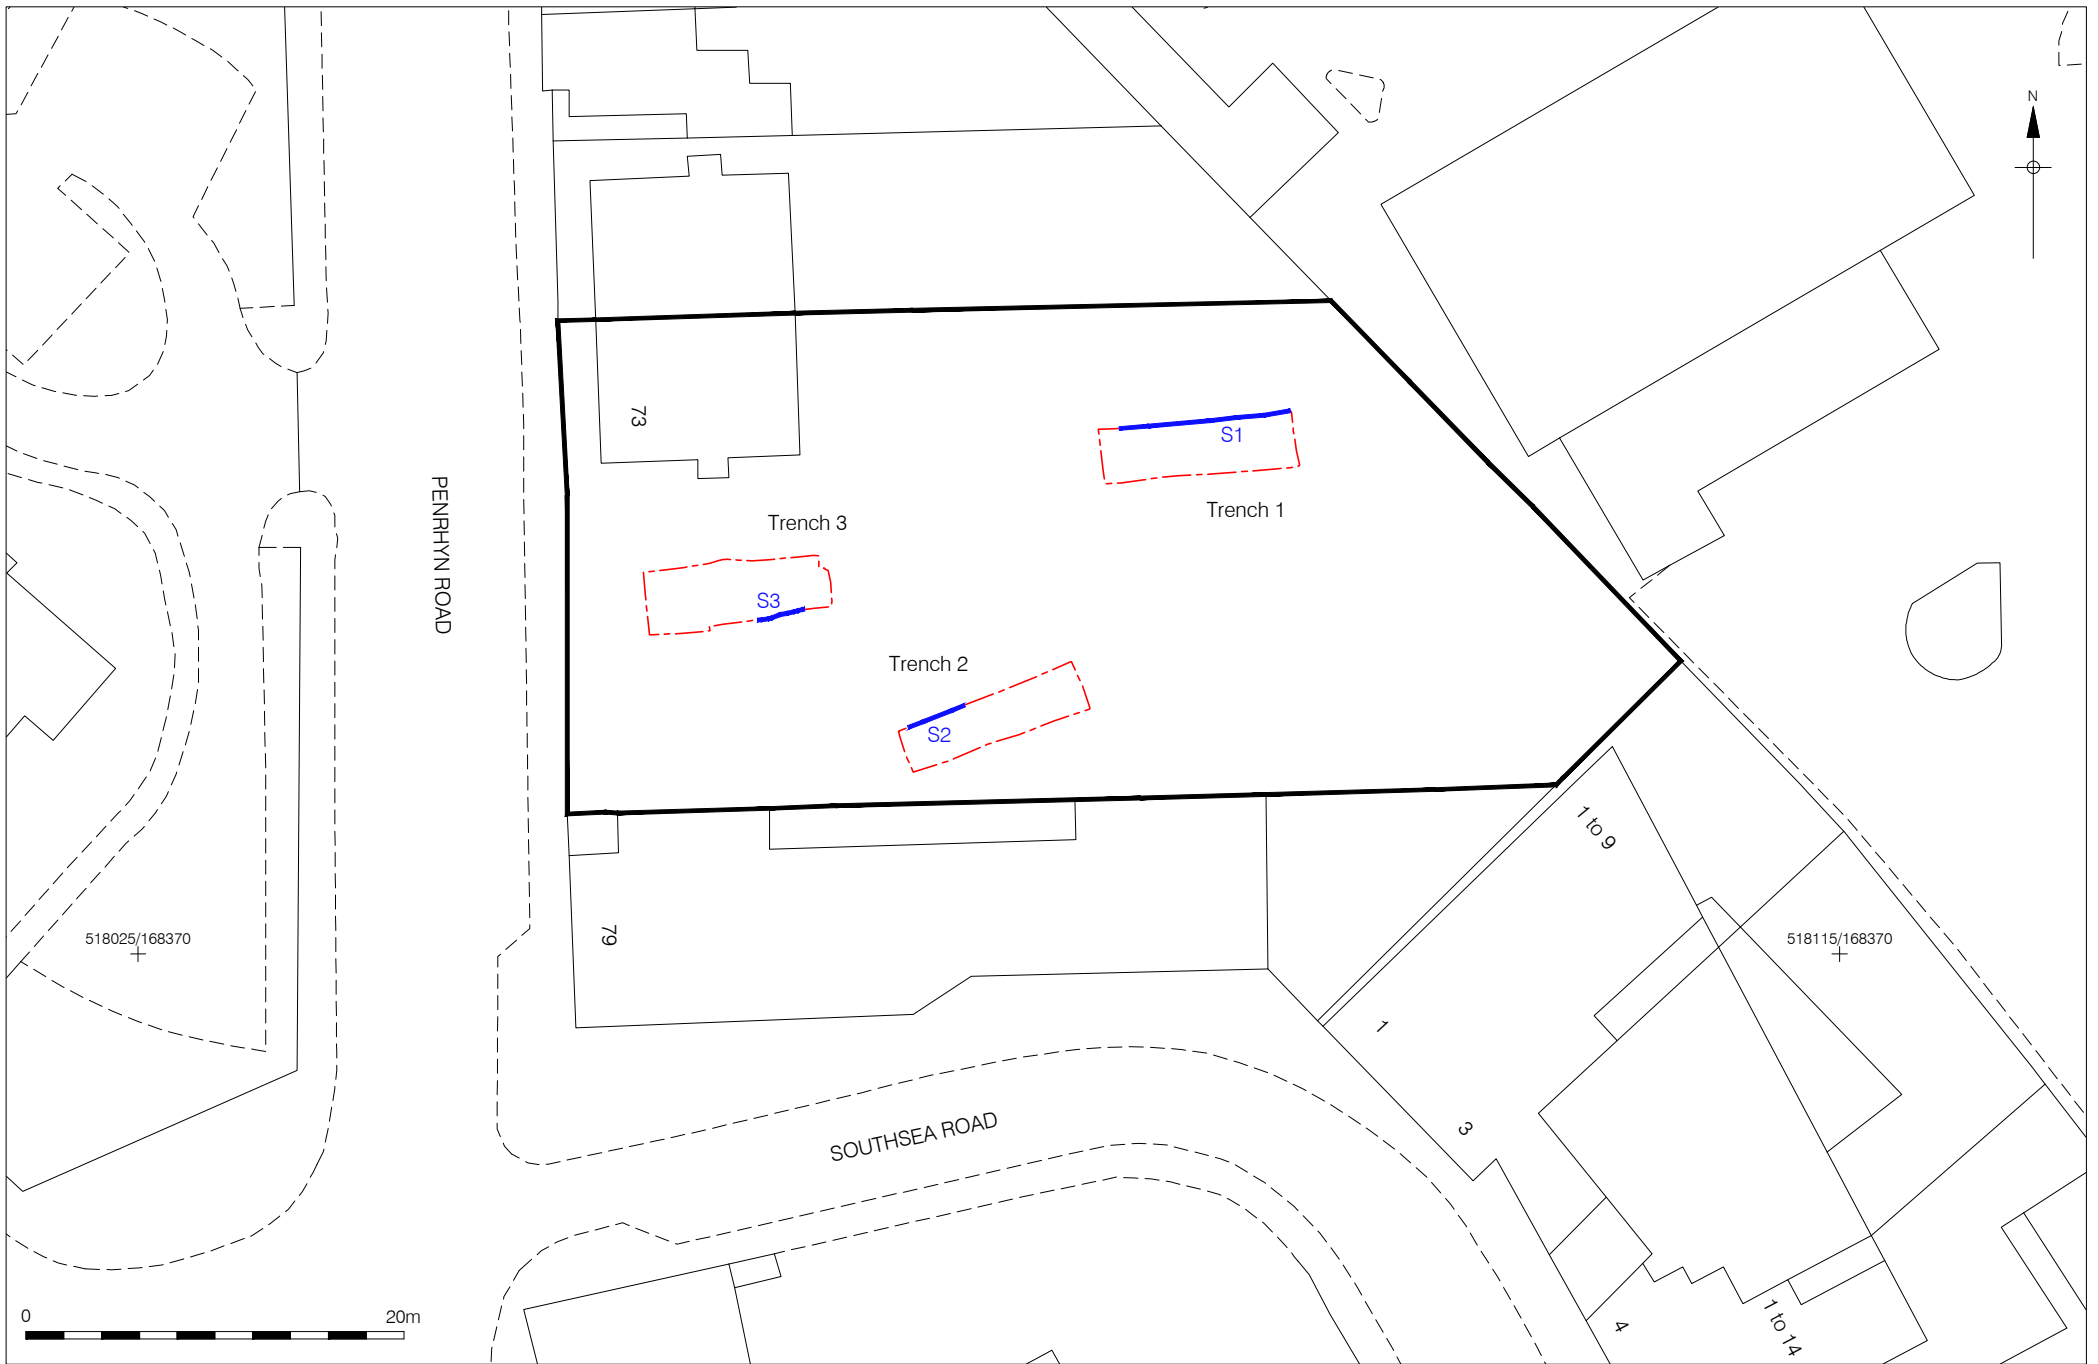 N
73
S1
PENRHYN ROAD
Trench 1
Trench 3
S3
Trench 2
S2
1 to 9
79
518025/168370
518115/168370
1
3
SOUTHSEA ROAD
0 20m
4
1 to 14